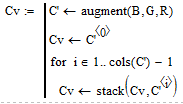 Cv := C ← augment(B,G,R)
Cv ← C⟨0⟩
for i ∈ 1.. cols(C) − 1
Cv ← stack(Cv,C⟨i⟩)